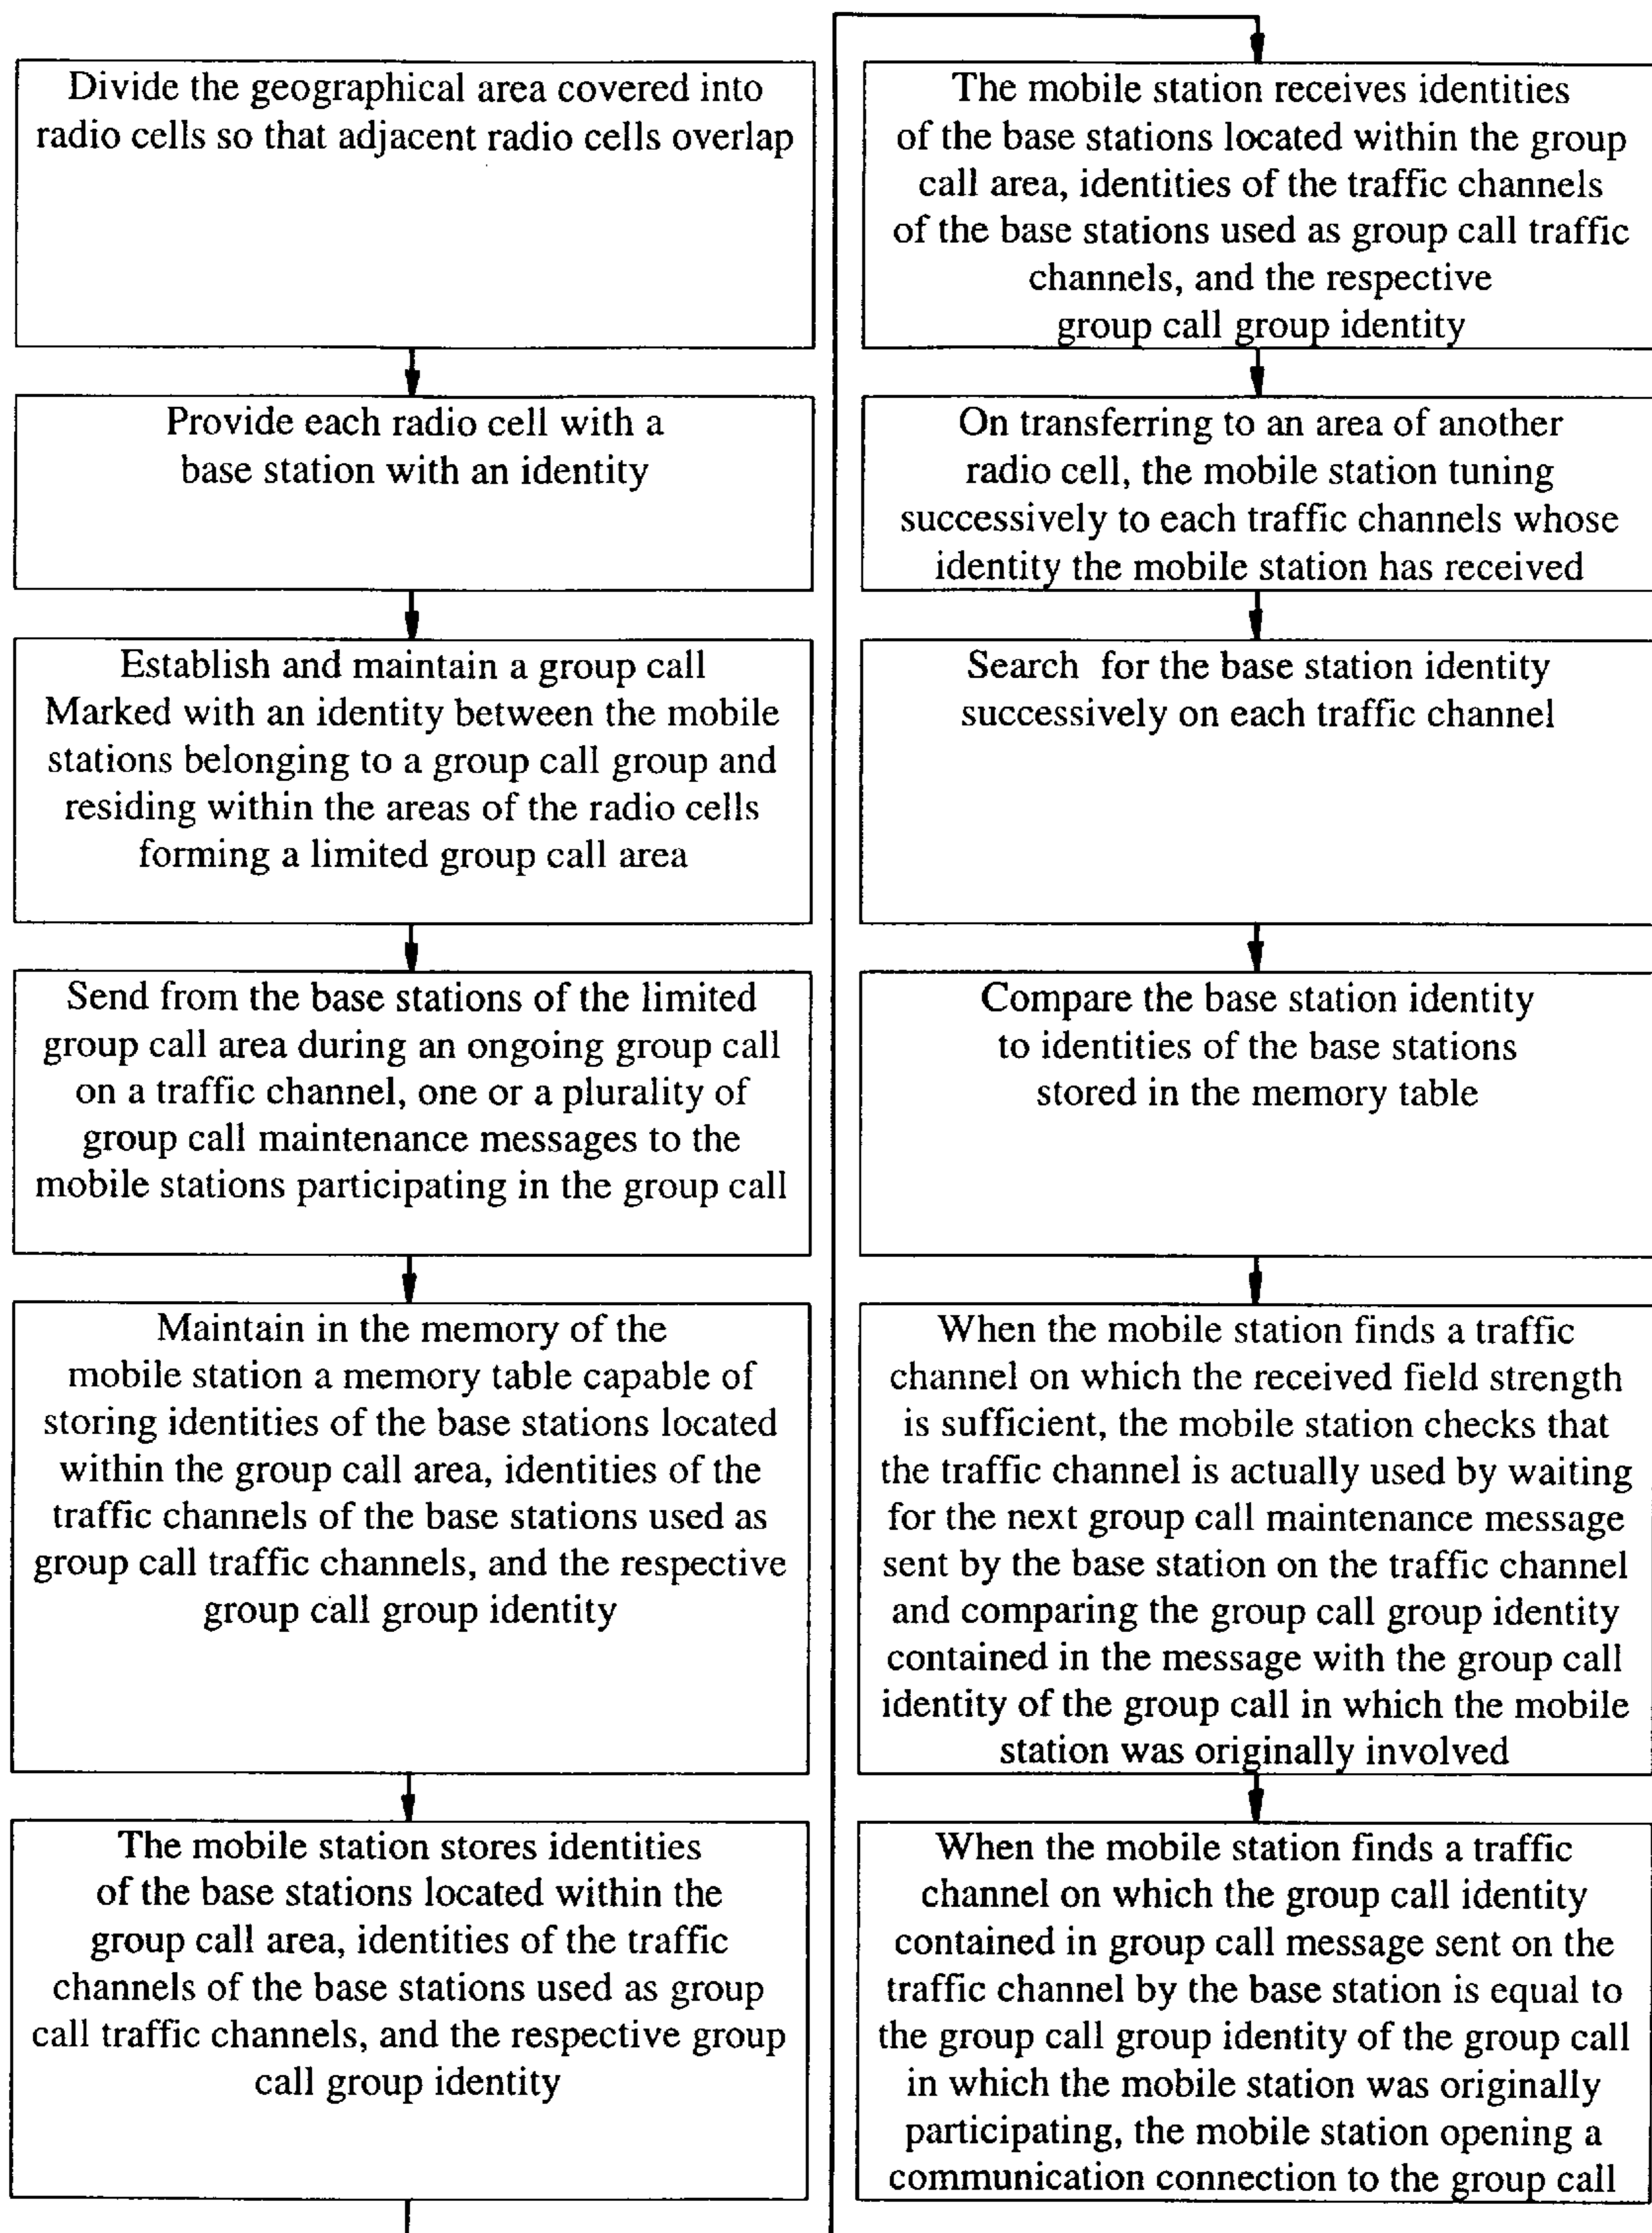 Divide the geographical area covered into
radio cells so that adjacent radio cells overlap
Provide each radio cell with a
base station with an identity
Establish and maintain a group call
Marked with an identity between the mobile
stations belonging to a group call group and
residing within the areas of the radio cells
forming a limited group call area
Send from the base stations of the limited
group call area during an ongoing group call
on a traffic channel, one or a plurality of
group call maintenance messages to the
mobile stations participating in the group call
Maintain in the memory of the
mobile station a memory table capable of
storing identities of the base stations located
within the group call area, identities of the
traffic channels of the base stations used as
group call traffic channels, and the respective
group call group identity
The mobile station stores identities
of the base stations located within the
group call area, identities of the traffic
channels of the base stations used as group
call traffic channels, and the respective group
call group identity
The mobile station receives identities
of the base stations located within the group
call area, identities of the traffic channels
of the base stations used as group call traffic
channels, and the respective
group call group identity
On transferring to an area of another
radio cell, the mobile station tuning
successively to each traffic channels whose
identity the mobile station has received
Search for the base station identity
successively on each traffic channel
Compare the base station identity
to identities of the base stations
stored in the memory table
When the mobile station finds a traffic
channel on which the received field strength
is sufficient, the mobile station checks that
the traffic channel is actually used by waiting
for the next group call maintenance message
sent by the base station on the traffic channel
and comparing the group call group identity
contained in the message with the group call
identity of the group call in which the mobile
station was originally involved
When the mobile station finds a traffic
channel on which the group call identity
contained in group call message sent on the
traffic channel by the base station is equal to
the group call group identity of the group call
in which the mobile station was originally
participating, the mobile station opening a
communication connection to the group call